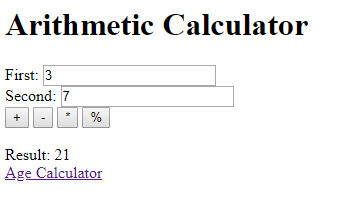 Arithmetic Calculator
First: 3
Second: 7
+ - * %
Result: 21
Age Calculator